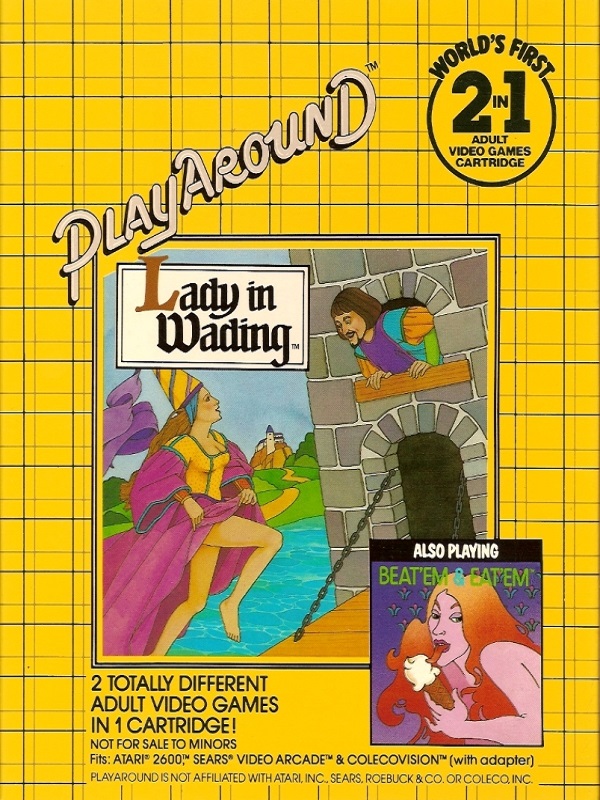 WORLD'S FIRST
2 IN 1
ADULT
VIDEO GAMES
CARTRIDGE
PLAYAROUND™
Lady in
Wading™
ALSO PLAYING
BEAT'EM & EAT'EM™
2 TOTALLY DIFFERENT
ADULT VIDEO GAMES
IN 1 CARTRIDGE!
NOT FOR SALE TO MINORS
Fits: ATARI® 2600™, SEARS® VIDEO ARCADE™ & COLECOVISION™ (with adapter)
PLAYAROUND IS NOT AFFILIATED WITH ATARI, INC., SEARS, ROEBUCK & CO. OR COLECO, INC.